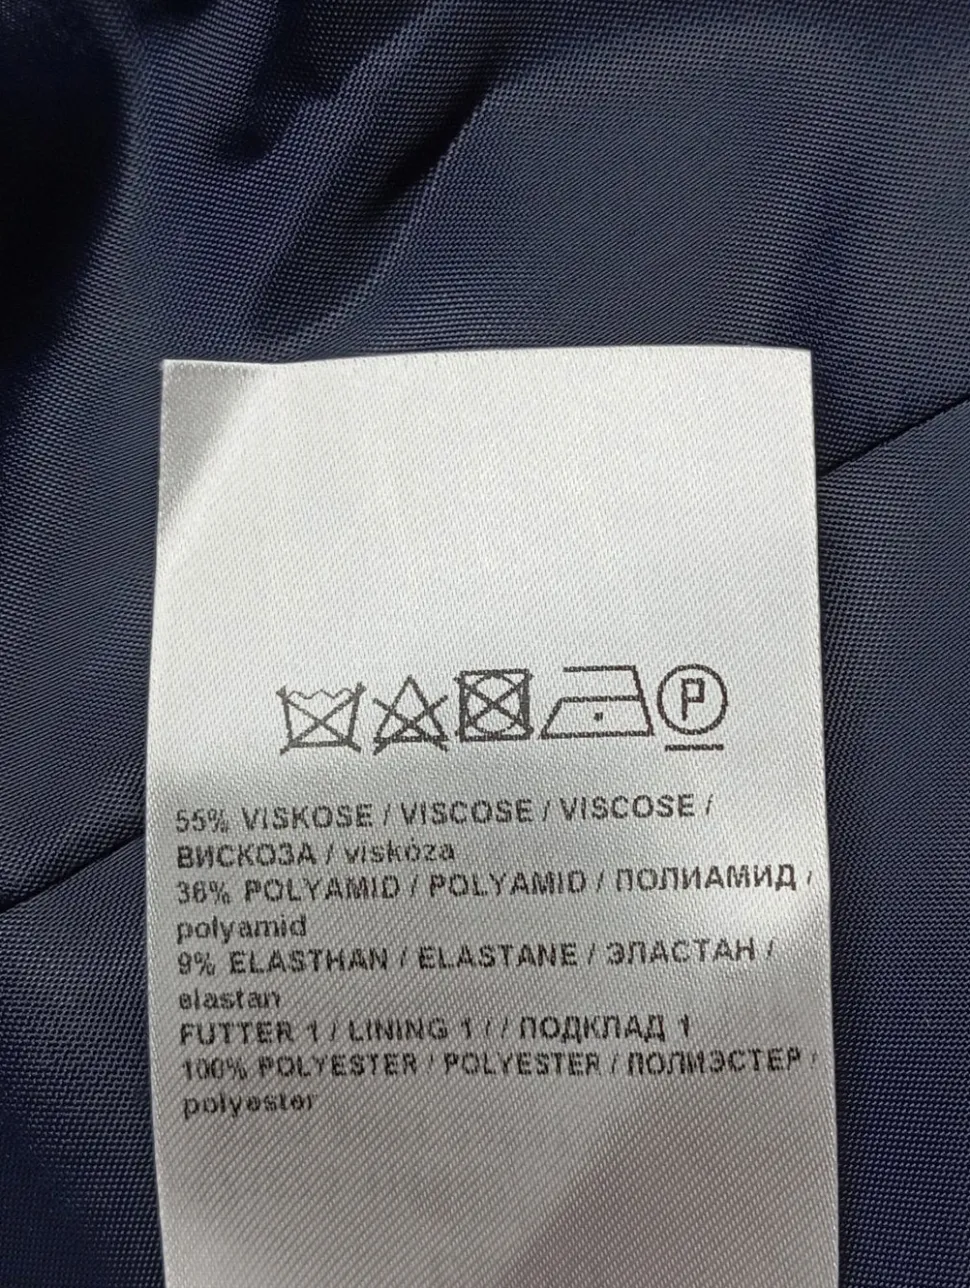 P
55% VISKOSE / VISCOSE / VISCOSE /
ВИСКОЗА / viskóza
36% POLYAMID / POLYAMID / ПОЛИАМИД /
polyamid
9% ELASTHAN / ELASTANE / ЭЛАСТАН /
elastan
FUTTER 1 / LINING 1 / / ПОДКЛАД 1
100% POLYESTER / POLYESTER / ПОЛИЭСТЕР /
polyester